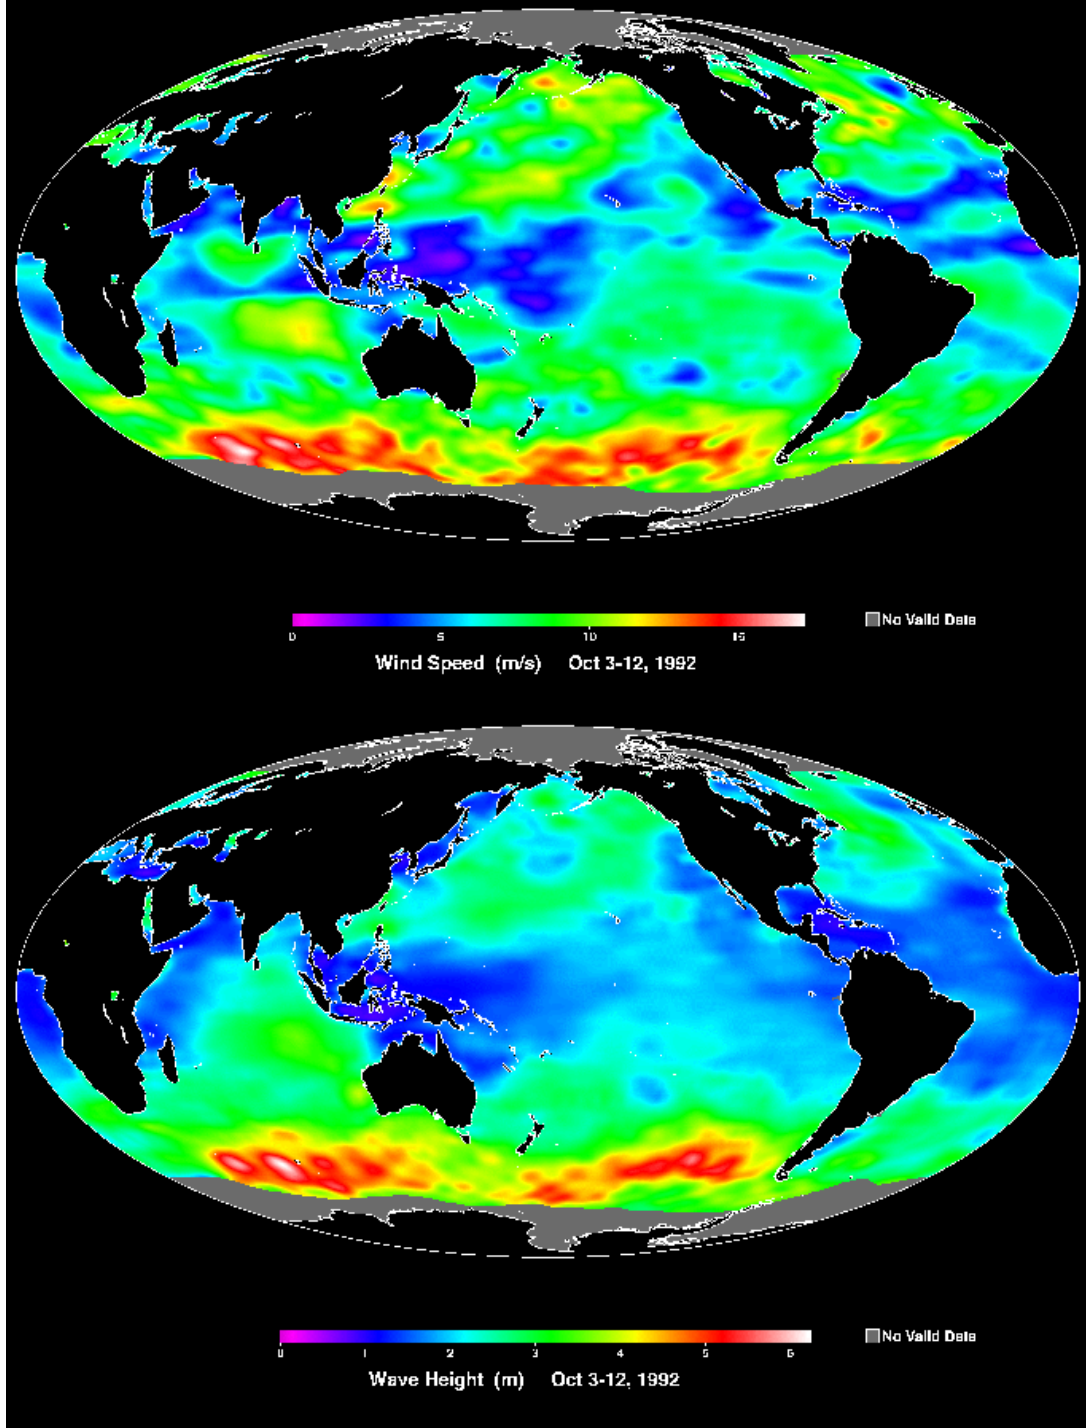 0 5 10 15
No Valid Data
Wind Speed (m/s) Oct 3-12, 1992
0 1 2 3 4 5 6
No Valid Data
Wave Height (m) Oct 3-12, 1992